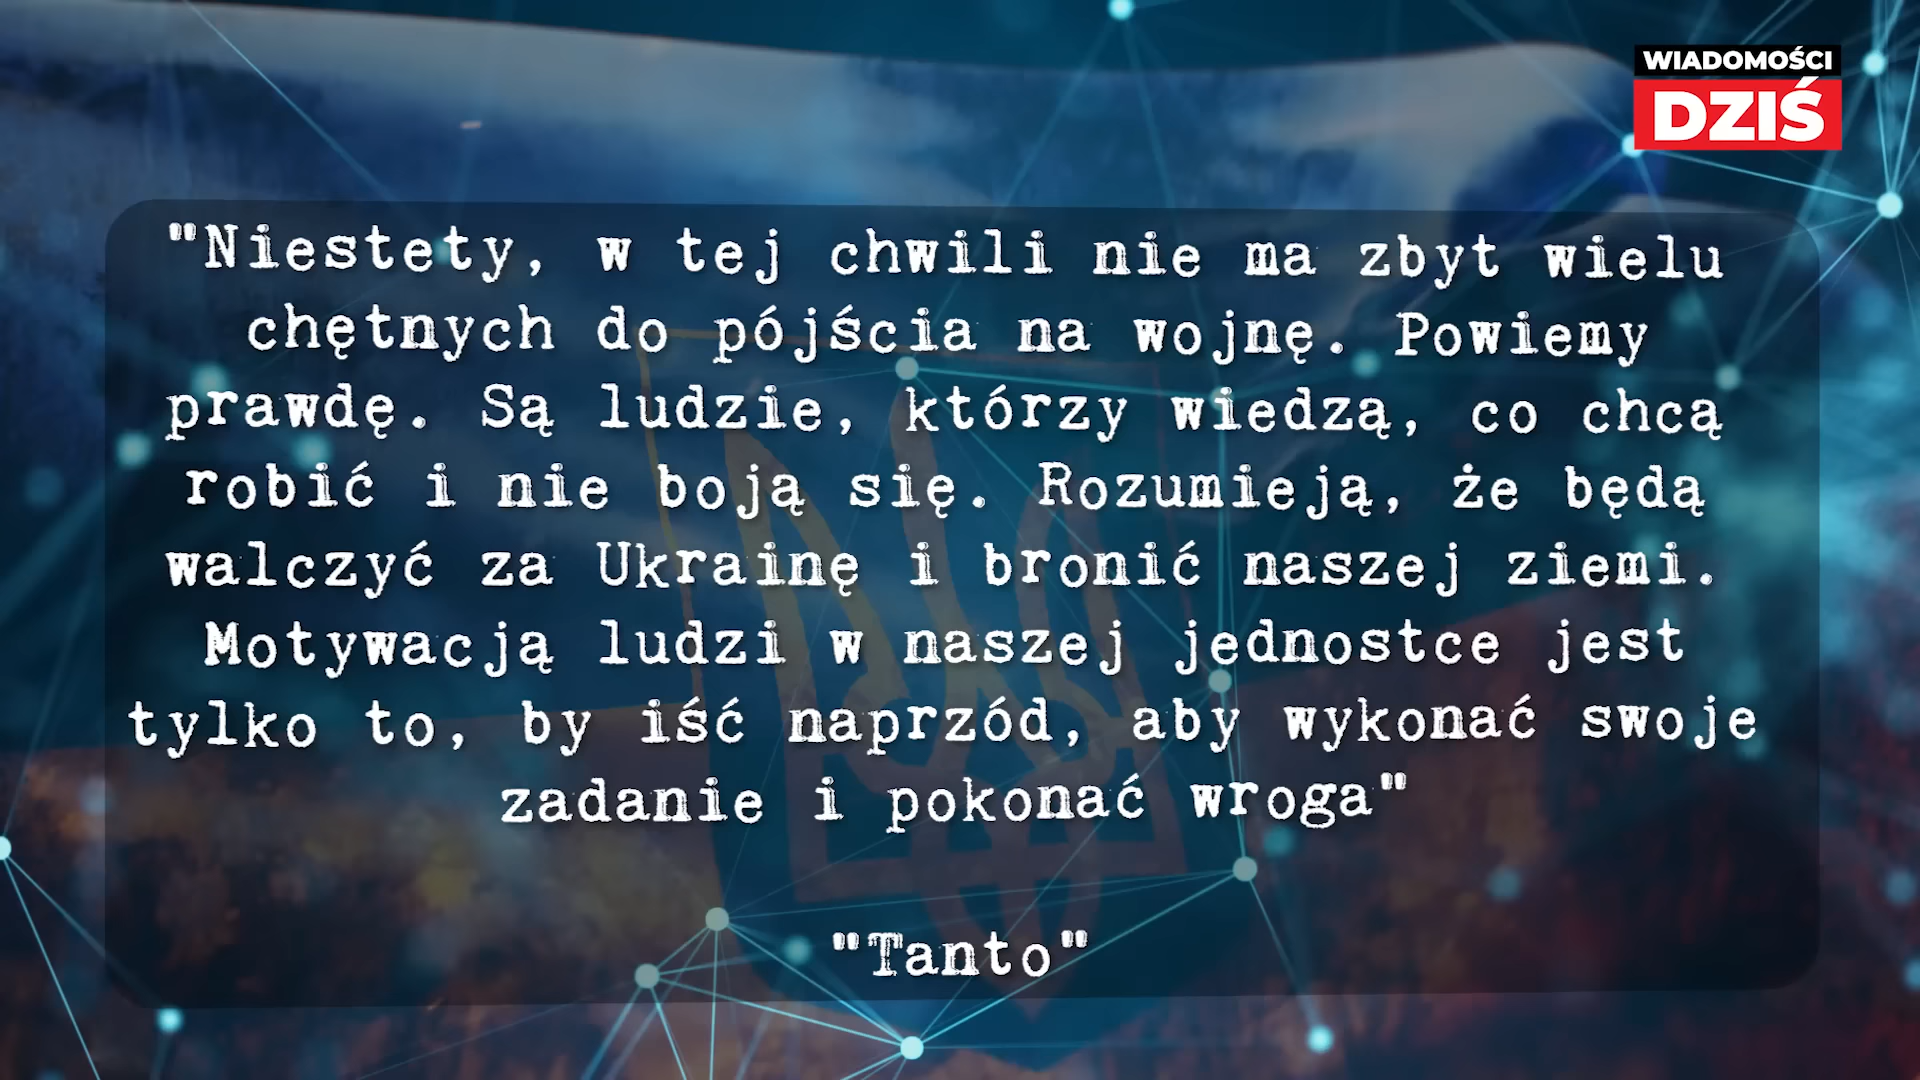 WIADOMOŚCI
DZIŚ
"Niestety, w tej chwili nie ma zbyt wielu
chętnych do pójścia na wojnę. Powiemy
prawdę. Są ludzie, którzy wiedzą, co chcą
robić i nie boją się. Rozumieją, że będą
walczyć za Ukrainę i bronić naszej ziemi.
Motywacją ludzi w naszej jednostce jest
tylko to, by iść naprzód, aby wykonać swoje
zadanie i pokonać wroga"
"Tanto"